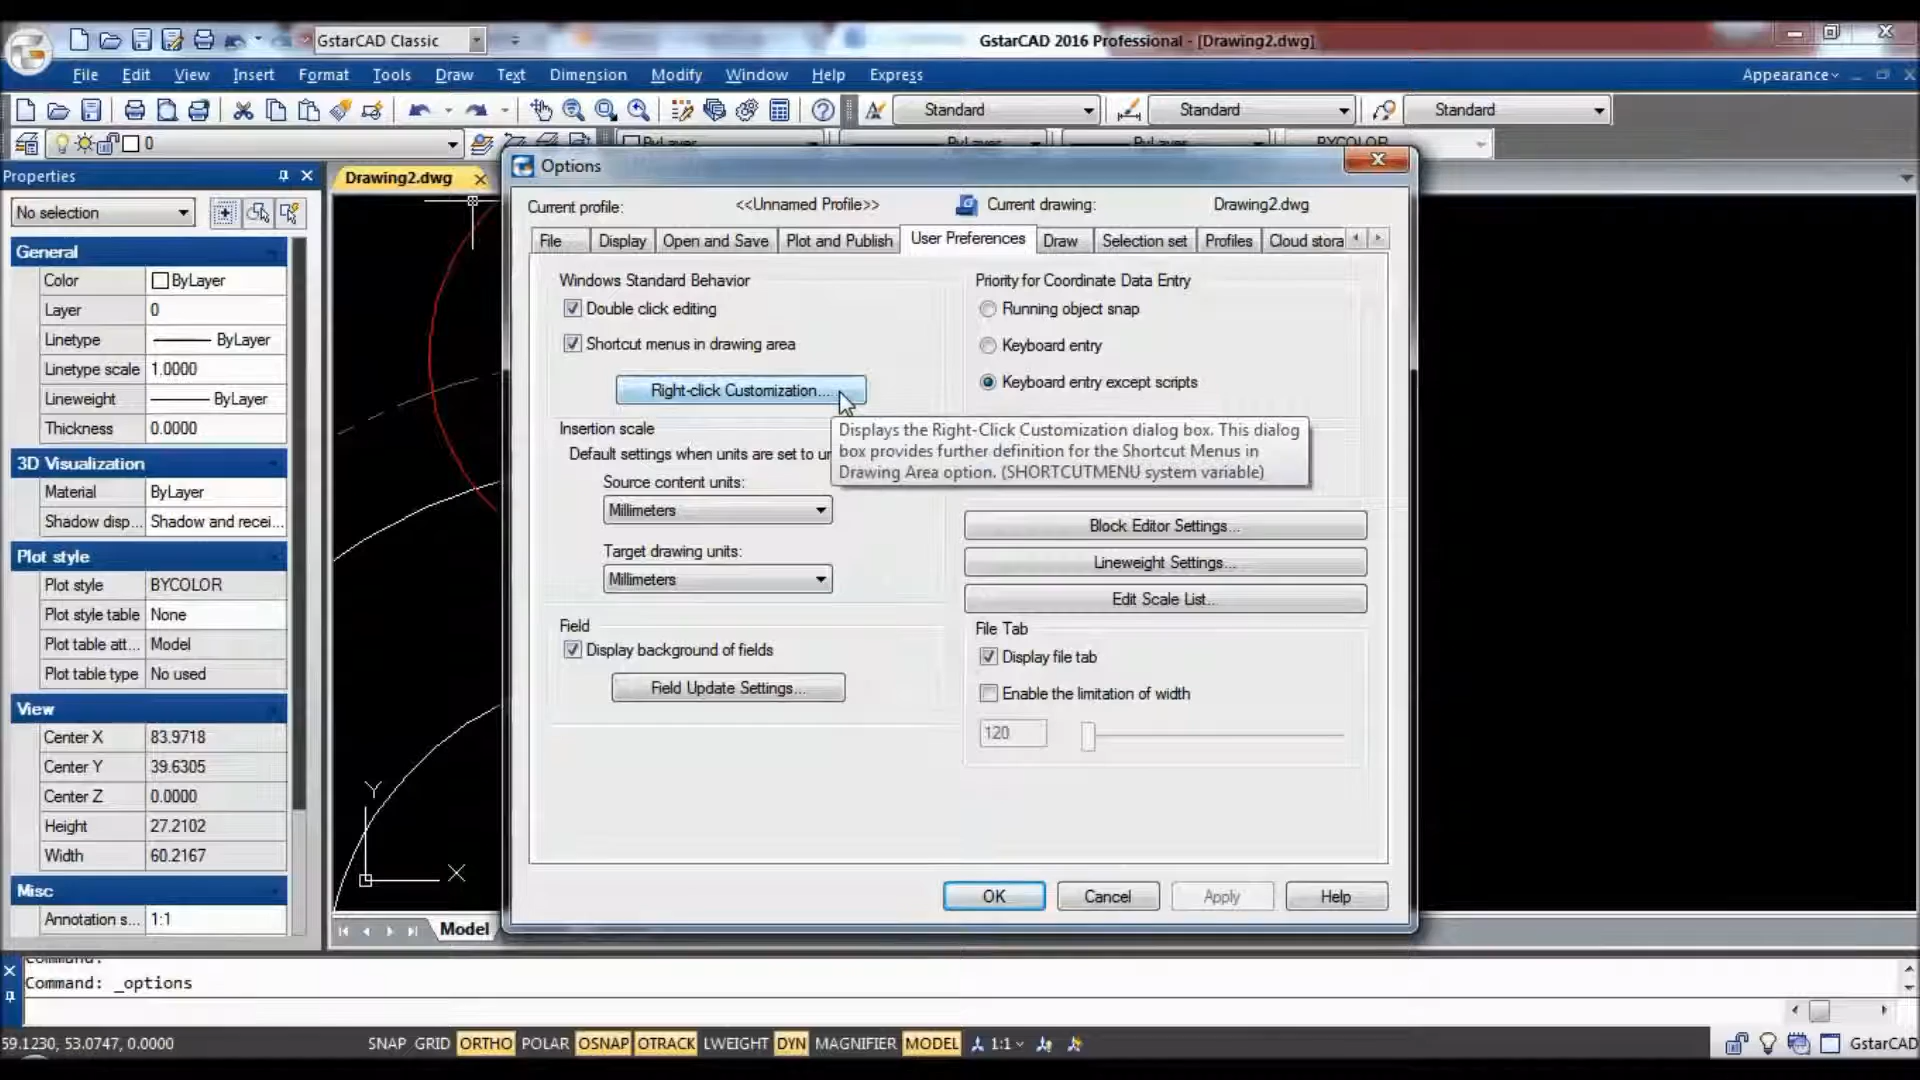 GstarCAD Classic
GstarCAD 2016 Professional - [Drawing2.dwg]
File Edit View Insert Format Tools Draw Text Dimension Modify Window Help Express
Appearance
Standard Standard Standard
0
ByLayer ByLayer ByLayer BYCOLOR
Properties
No selection
General
Color ByLayer
Layer 0
Linetype ByLayer
Linetype scale 1.0000
Lineweight ByLayer
Thickness 0.0000
3D Visualization
Material ByLayer
Shadow disp... Shadow and recei...
Plot style
Plot style BYCOLOR
Plot style table None
Plot table att... Model
Plot table type No used
View
Center X 83.9718
Center Y 39.6305
Center Z 0.0000
Height 27.2102
Width 60.2167
Misc
Annotation s... 1:1
Drawing2.dwg
Y
X
Model
Options
Current profile: <<Unnamed Profile>> Current drawing: Drawing2.dwg
File Display Open and Save Plot and Publish User Preferences Draw Selection set Profiles Cloud stora
Windows Standard Behavior
Double click editing
Shortcut menus in drawing area
Right-click Customization...
Insertion scale
Default settings when units are set to un
Source content units:
Millimeters
Target drawing units:
Millimeters
Field
Display background of fields
Field Update Settings...
Priority for Coordinate Data Entry
Running object snap
Keyboard entry
Keyboard entry except scripts
Displays the Right-Click Customization dialog box. This dialog
box provides further definition for the Shortcut Menus in
Drawing Area option. (SHORTCUTMENU system variable)
Block Editor Settings...
Lineweight Settings...
Edit Scale List...
File Tab
Display file tab
Enable the limitation of width
120
OK Cancel Apply Help
Command:
Command: _options
59.1230, 53.0747, 0.0000
SNAP GRID ORTHO POLAR OSNAP OTRACK LWEIGHT DYN MAGNIFIER MODEL 1:1
GstarCAD